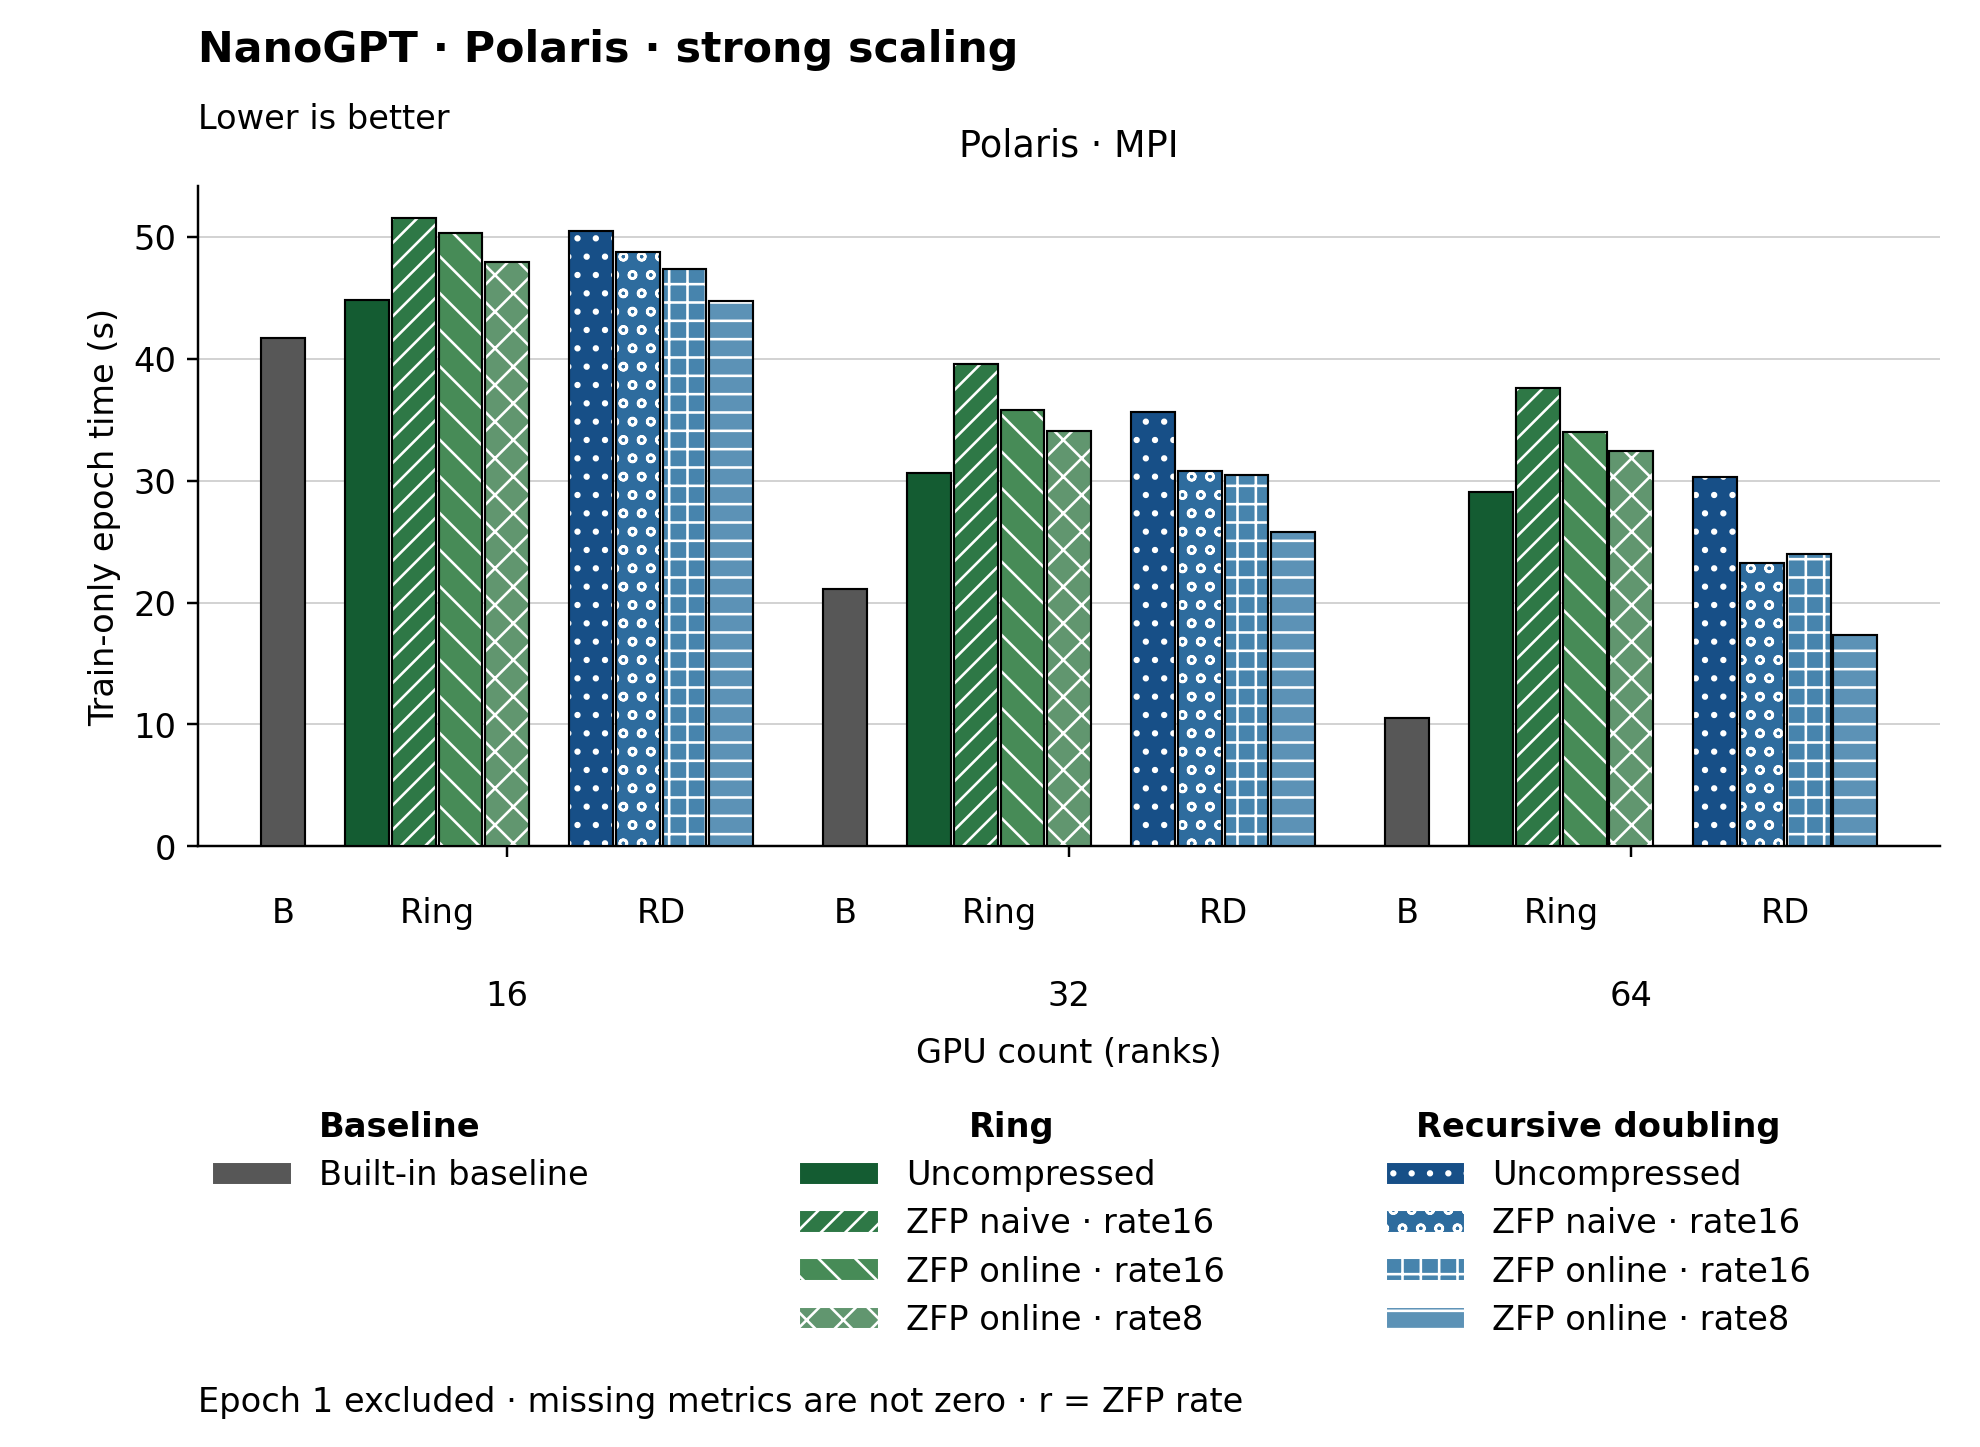 NanoGPT · Polaris · strong scaling
Lower is better
Polaris · MPI
Train-only epoch time (s)
50
40
30
20
10
0
B Ring RD B Ring RD B Ring RD
16 32 64
GPU count (ranks)
Baseline
Built-in baseline
Ring
Uncompressed
ZFP naive · rate16
ZFP online · rate16
ZFP online · rate8
Recursive doubling
Uncompressed
ZFP naive · rate16
ZFP online · rate16
ZFP online · rate8
Epoch 1 excluded · missing metrics are not zero · r = ZFP rate